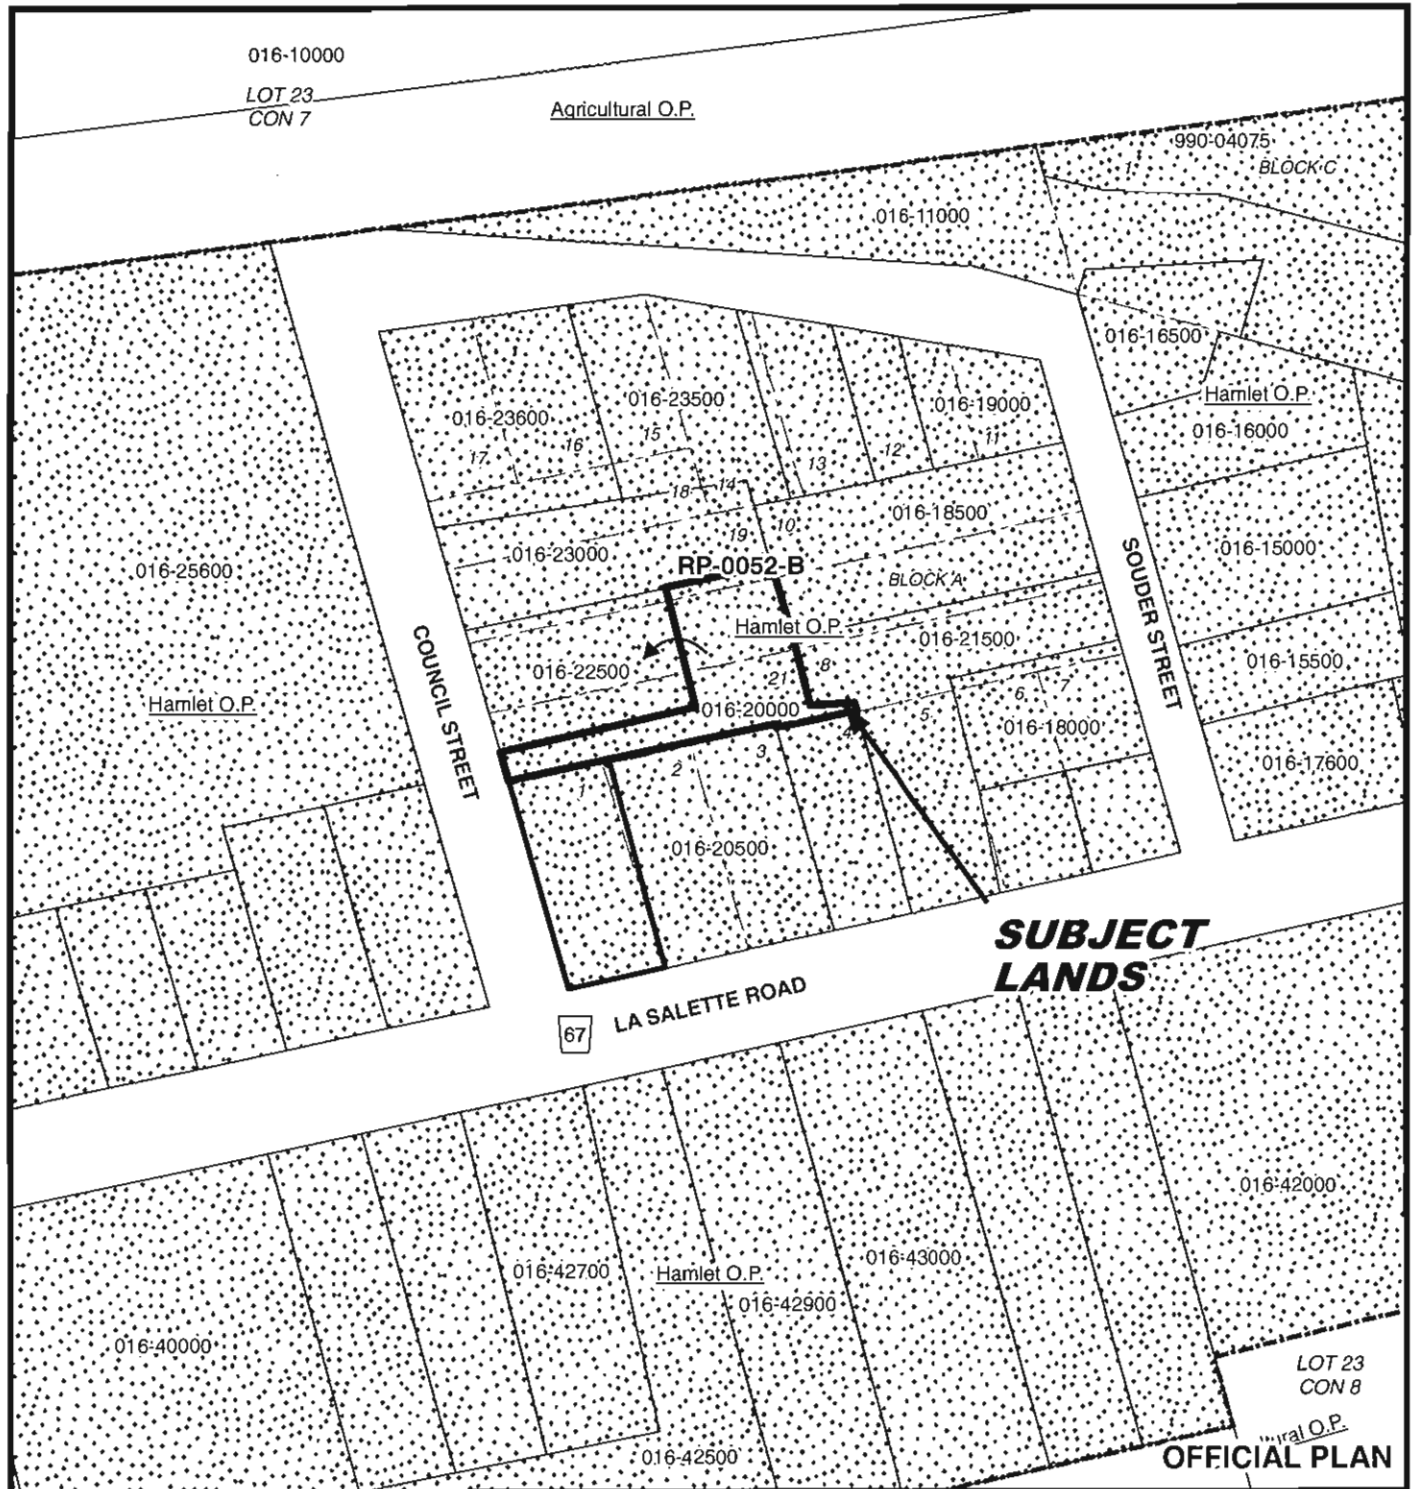 016-10000
LOT 23
CON 7
Agricultural O.P.
990-04075
1
BLOCK C
016-11000
016-16500
Hamlet O.P.
016-16000
016-23600
016-23500
016-19000
17
16
15
13
12
11
18
14
10
19
016-18500
016-23000
016-15000
016-25600
RP-0052-B
BLOCK A
SOUDER STREET
Hamlet O.P.
016-21500
COUNCIL STREET
016-22500
8
21
016-15500
Hamlet O.P.
016-20000
6
7
5
016-18000
4
3
2
1
016-17600
016-20500
SUBJECT
LANDS
LA SALETTE ROAD
67
016-42000
016-43000
016-42700
Hamlet O.P.
016-42900
016-40000
LOT 23
CON 8
O.P.
016-42500
OFFICIAL PLAN